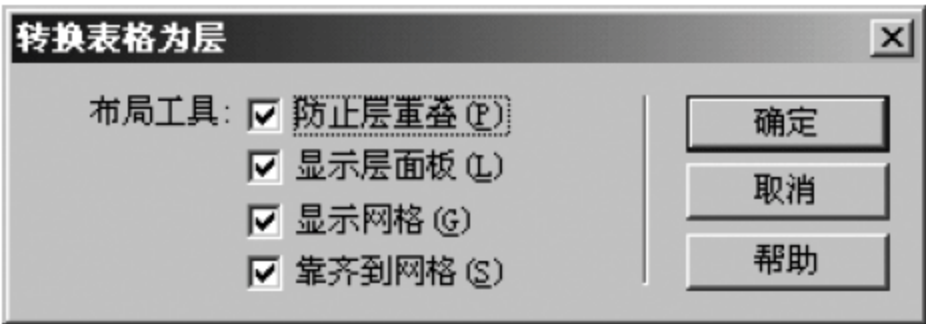 转换表格为层
布局工具: 防止层重叠(P) 确定
显示层面板(L)
取消
显示网格(G)
帮助
靠齐到网格(S)